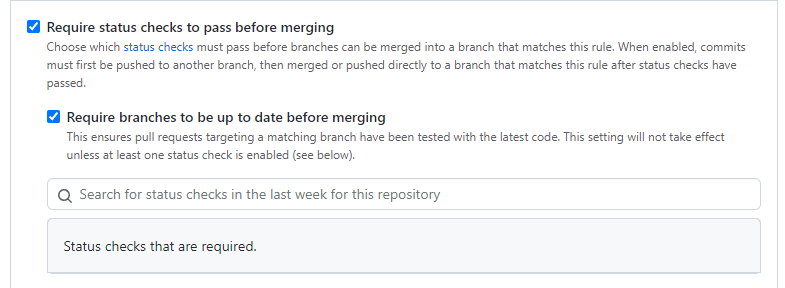 Require status checks to pass before merging
Choose which status checks must pass before branches can be merged into a branch that matches this rule. When enabled, commits
must first be pushed to another branch, then merged or pushed directly to a branch that matches this rule after status checks have
passed.
Require branches to be up to date before merging
This ensures pull requests targeting a matching branch have been tested with the latest code. This setting will not take effect
unless at least one status check is enabled (see below).
Search for status checks in the last week for this repository
Status checks that are required.